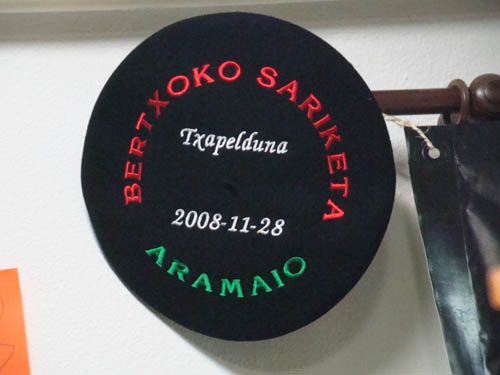 BERTXOKO SARIKETA
Txapelduna
2008-11-28
ARAMAIO